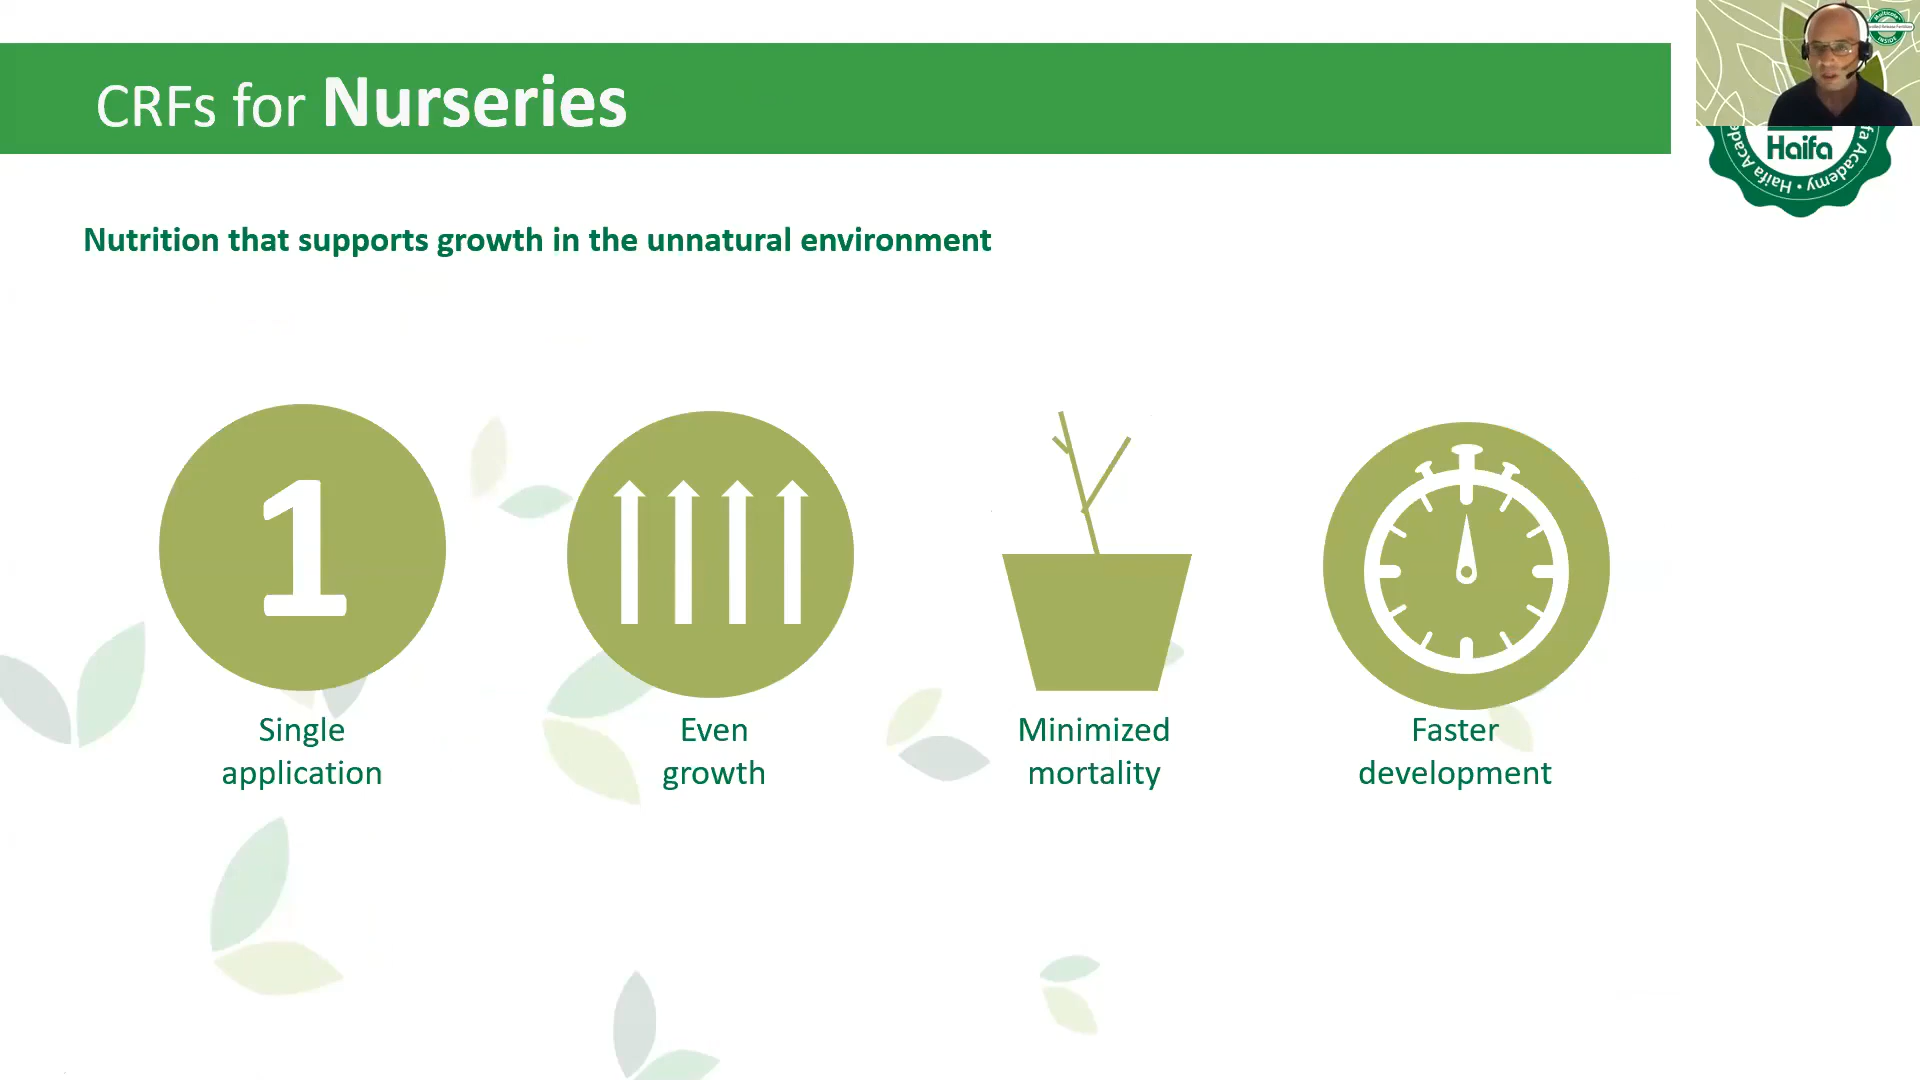 CRFs for Nurseries
Haifa
Haifa Academy
Nutrition that supports growth in the unnatural environment
1
Single
application
Even
growth
Minimized
mortality
Faster
development